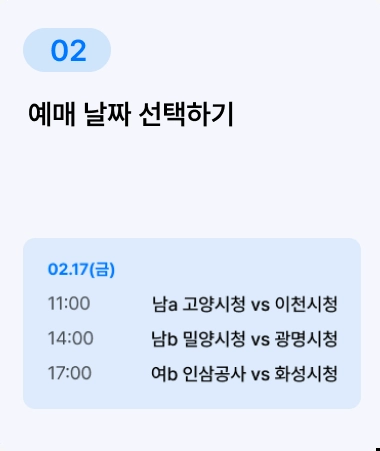 02
예매 날짜 선택하기
02.17(금)
11:00 남a 고양시청 vs 이천시청
14:00 남b 밀양시청 vs 광명시청
17:00 여b 인삼공사 vs 화성시청